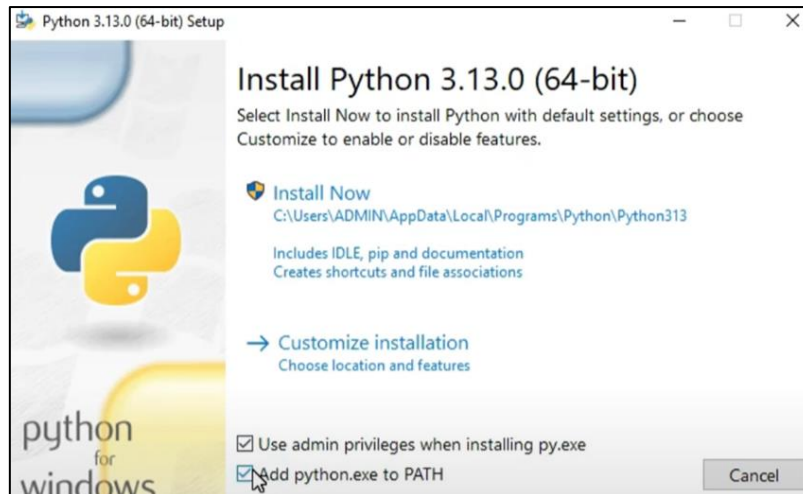 Python 3.13.0 (64-bit) Setup
Install Python 3.13.0 (64-bit)
Select Install Now to install Python with default settings, or choose
Customize to enable or disable features.
Install Now
C:\Users\ADMIN\AppData\Local\Programs\Python\Python313
Includes IDLE, pip and documentation
Creates shortcuts and file associations
Customize installation
Choose location and features
python
for
windows
Use admin privileges when installing py.exe
Add python.exe to PATH
Cancel